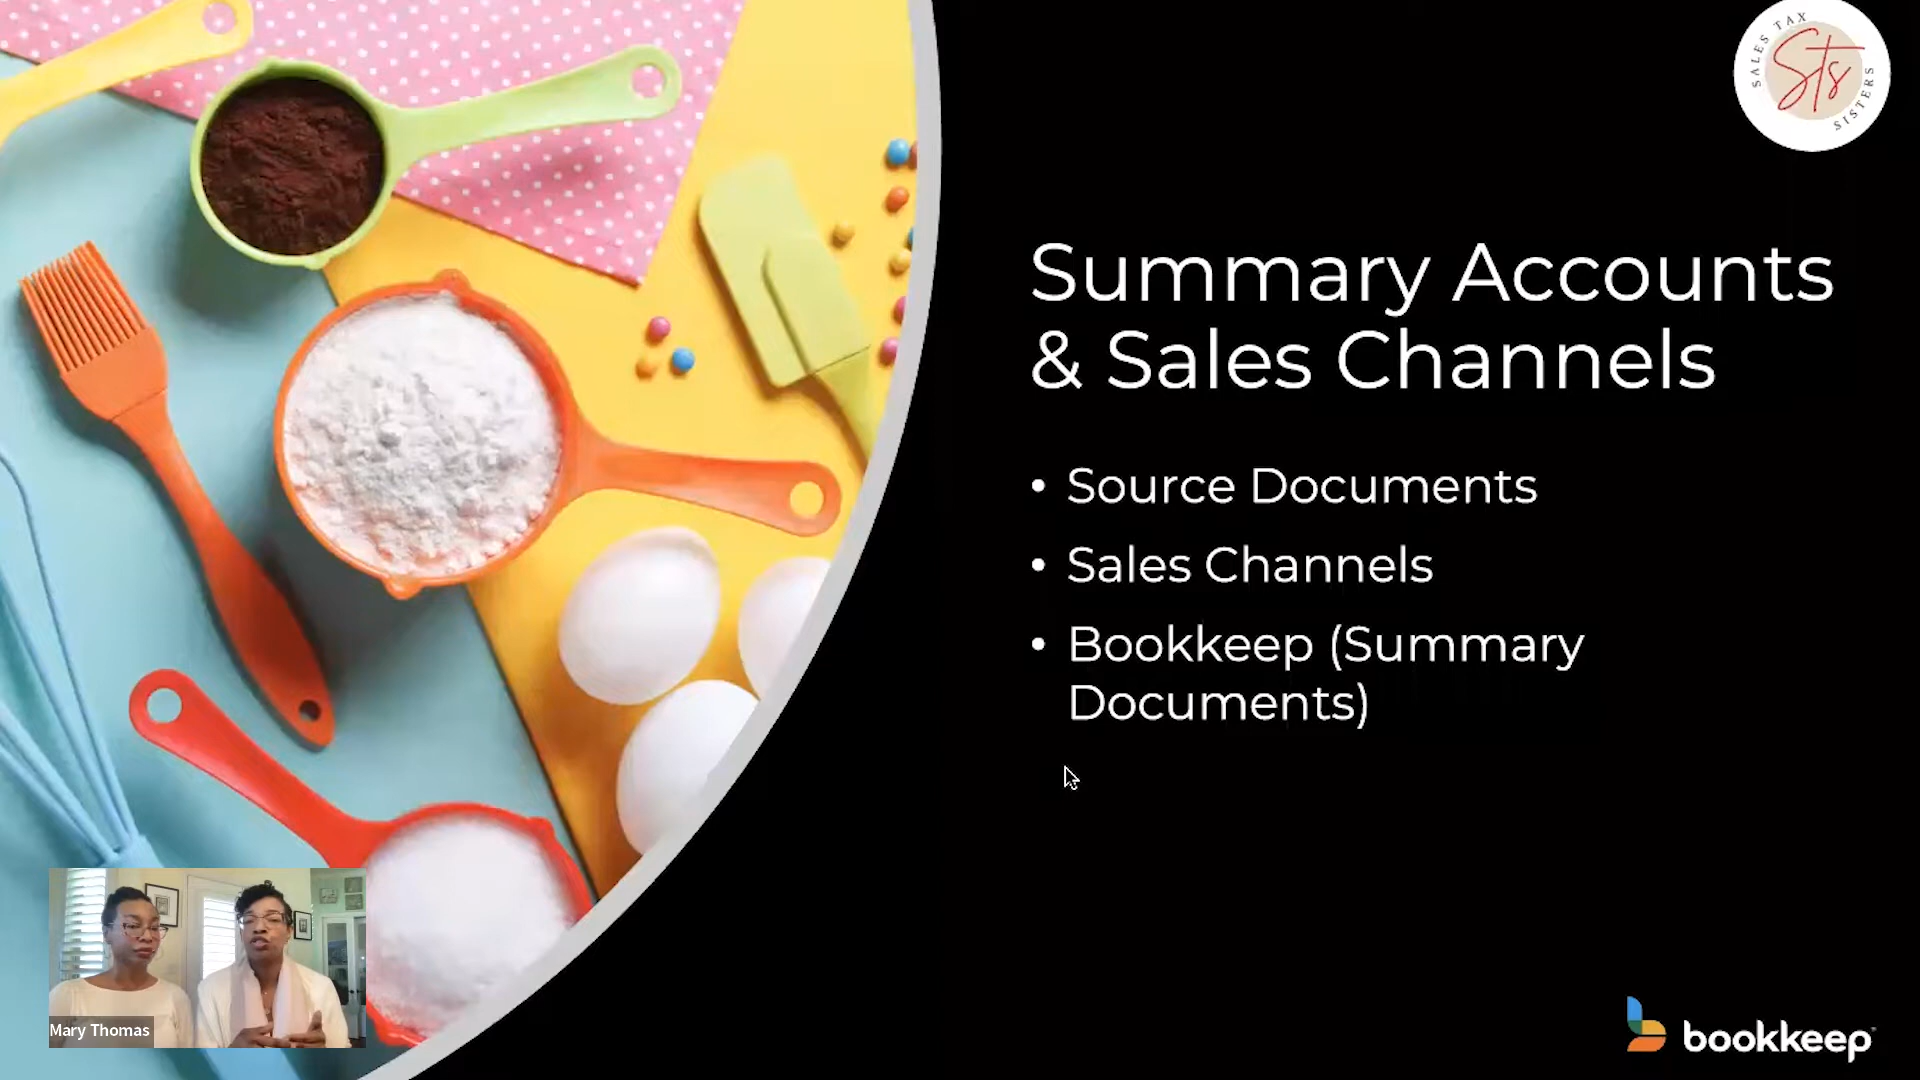 SALES TAX
Sts
SISTERS
Summary Accounts
& Sales Channels
• Source Documents
• Sales Channels
• Bookkeep (Summary
Documents)
Mary Thomas
bookkeep